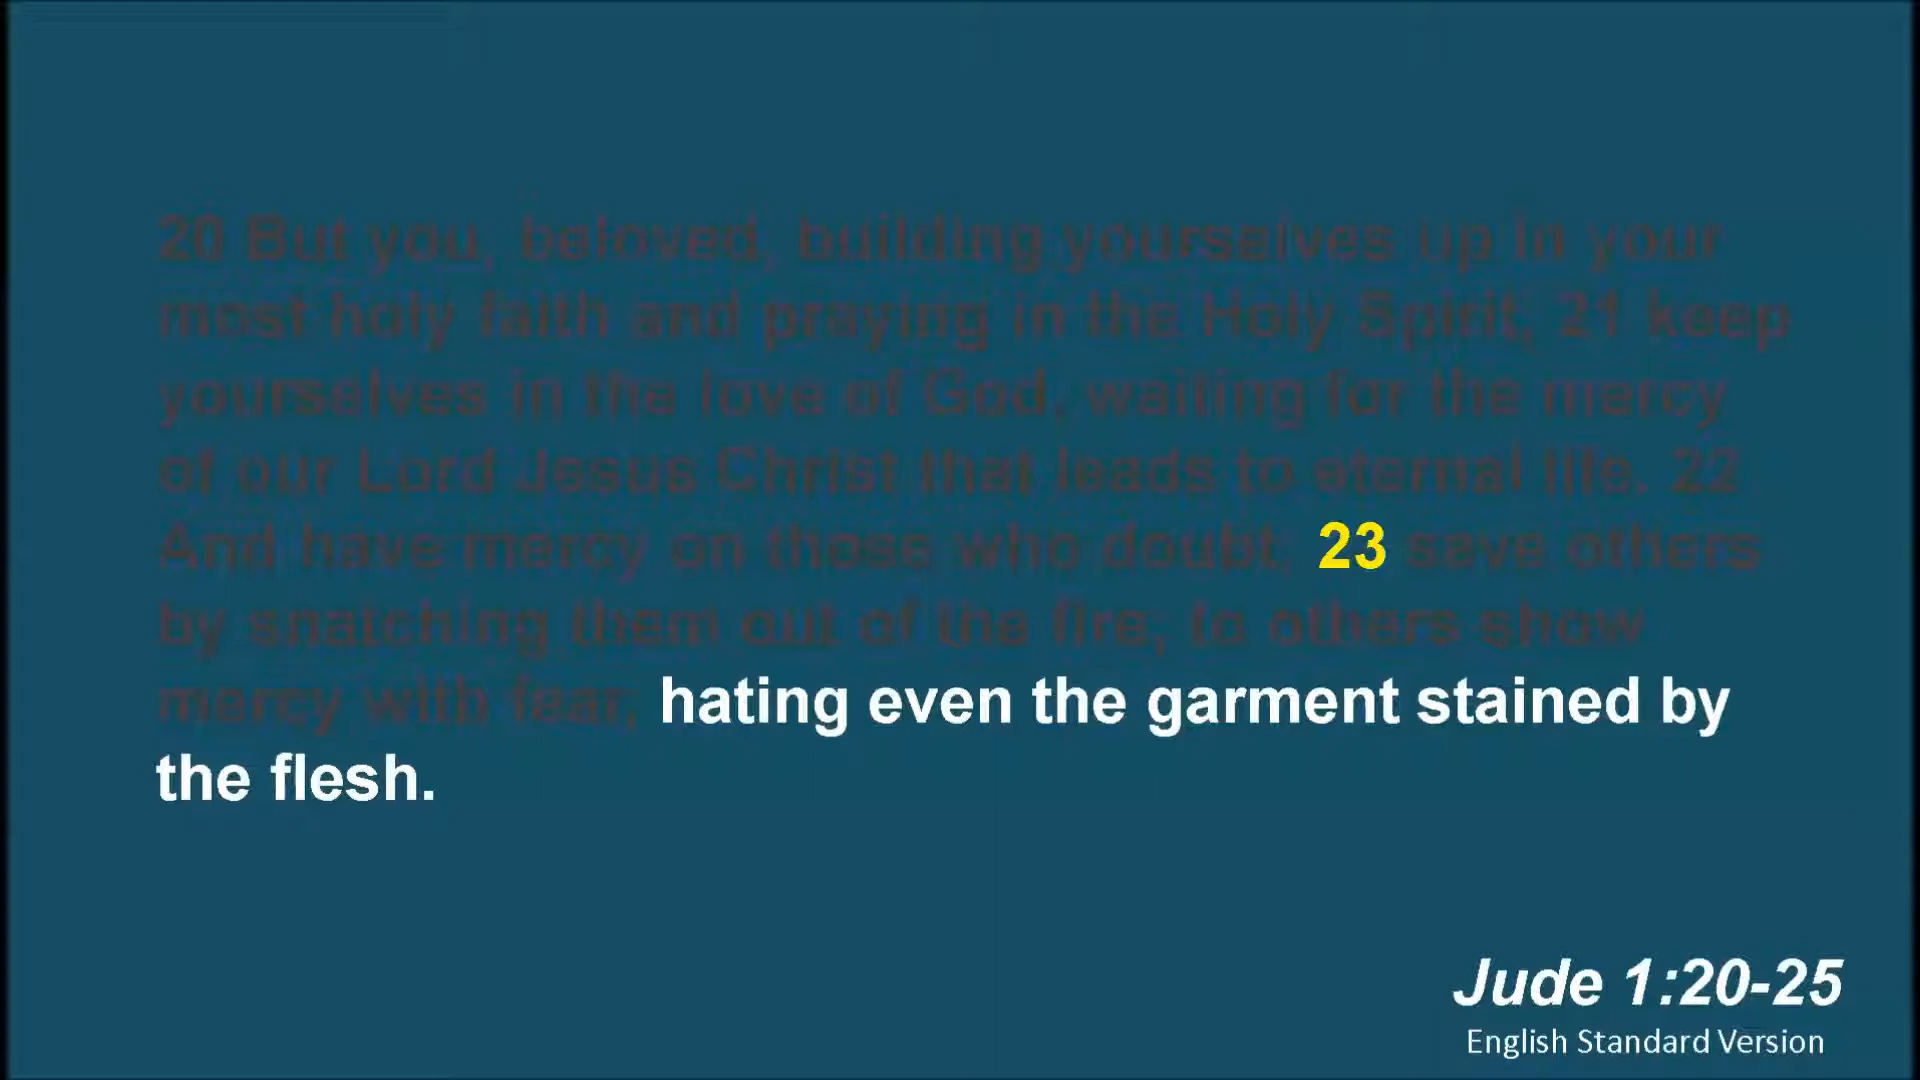 20 But you, beloved, building yourselves up in your
most holy faith and praying in the Holy Spirit, 21 keep
yourselves in the love of God, waiting for the mercy
of our Lord Jesus Christ that leads to eternal life. 22
And have mercy on those who doubt; 23 save others
by snatching them out of the fire; to others show
mercy with fear, hating even the garment stained by
the flesh.
Jude 1:20-25
English Standard Version